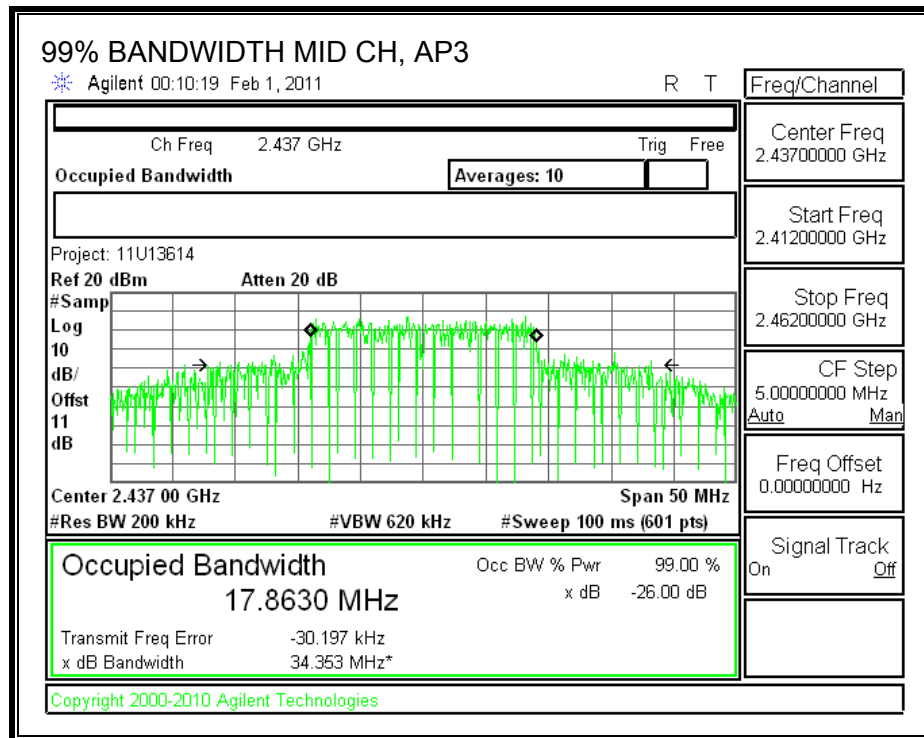 99% BANDWIDTH MID CH, AP3
Agilent 00:10:19 Feb 1, 2011 R T
Freq/Channel
Ch Freq 2.437 GHz Trig Free
Occupied Bandwidth Averages: 10
Project: 11U13614
Ref 20 dBm Atten 20 dB
#Samp
Log
10
dB/
Offst
11
dB
Center 2.437 00 GHz Span 50 MHz
#Res BW 200 kHz #VBW 620 kHz #Sweep 100 ms (601 pts)
Occupied Bandwidth Occ BW % Pwr 99.00 %
17.8630 MHz x dB -26.00 dB
Transmit Freq Error -30.197 kHz
x dB Bandwidth 34.353 MHz*
Copyright 2000-2010 Agilent Technologies
Center Freq
2.43700000 GHz
Start Freq
2.41200000 GHz
Stop Freq
2.46200000 GHz
CF Step
5.00000000 MHz
Auto Man
Freq Offset
0.00000000 Hz
Signal Track
On Off